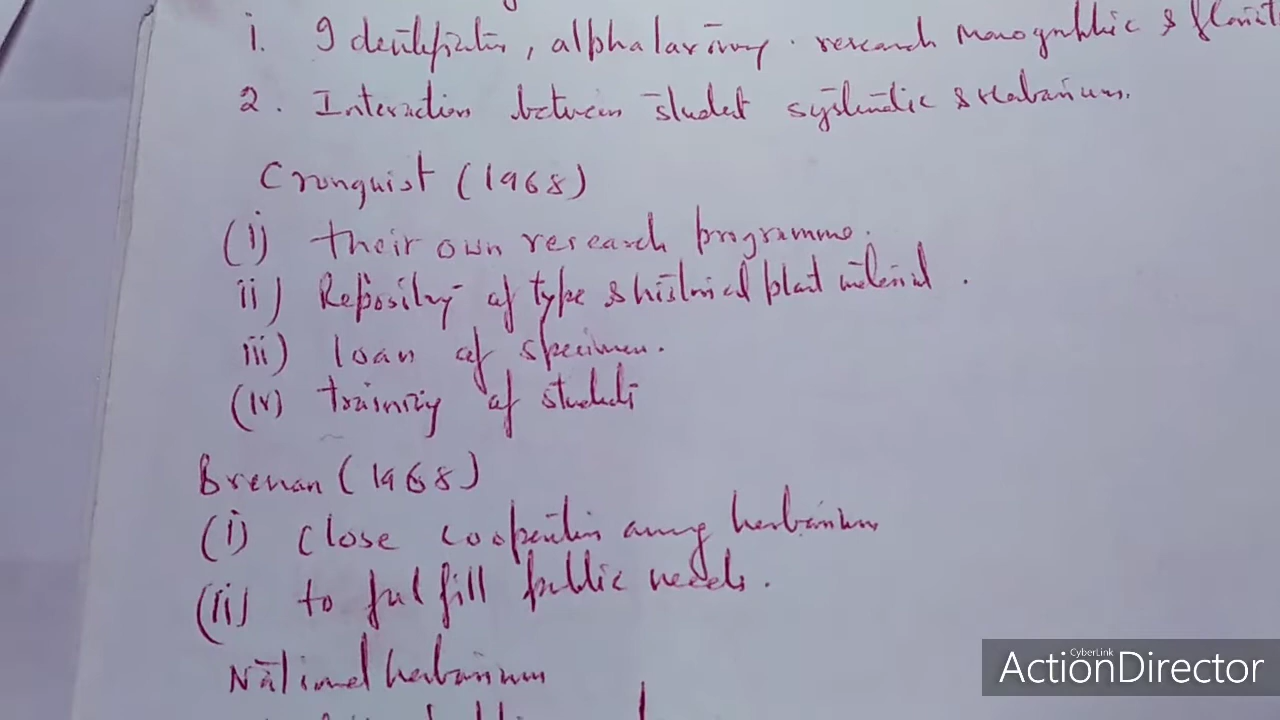 i. Identification, alpha taxonomy. research monographic & florist
2. Interaction between student systematic & Herbarium.
Cronquist (1968)
(i) their own research programme.
ii) Repository of type & historical plant material.
iii) loan of specimen.
(iv) training of students
Brenan (1968)
(i) close cooperation among herbarium
(ii) to fulfill public needs.
National herbarium
CyberLink
ActionDirector